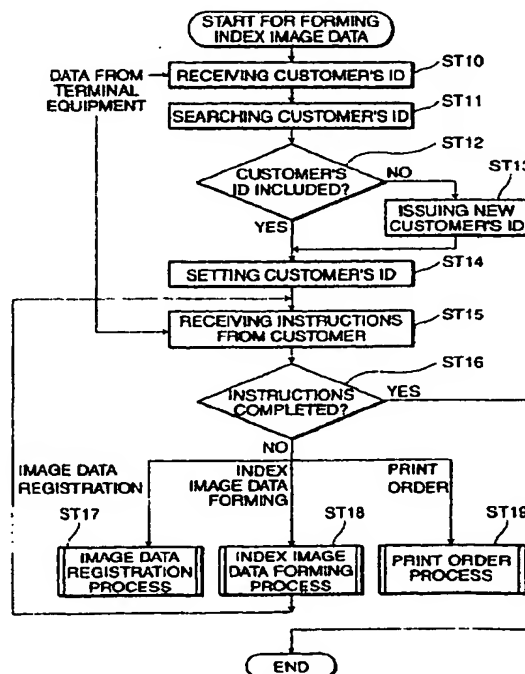 START FOR FORMING
INDEX IMAGE DATA
DATA FROM
TERMINAL
EQUIPMENT
RECEIVING CUSTOMER'S ID
ST10
SEARCHING CUSTOMER'S ID
ST11
ST12
CUSTOMER'S
ID INCLUDED?
NO
YES
ST13
ISSUING NEW
CUSTOMER'S ID
SETTING CUSTOMER'S ID
ST14
RECEIVING INSTRUCTIONS
FROM CUSTOMER
ST15
ST16
INSTRUCTIONS
COMPLETED?
YES
NO
IMAGE DATA
REGISTRATION
INDEX
IMAGE DATA
FORMING
PRINT
ORDER
ST17
ST18
ST19
IMAGE DATA
REGISTRATION
PROCESS
INDEX IMAGE
DATA FORMING
PROCESS
PRINT ORDER
PROCESS
END